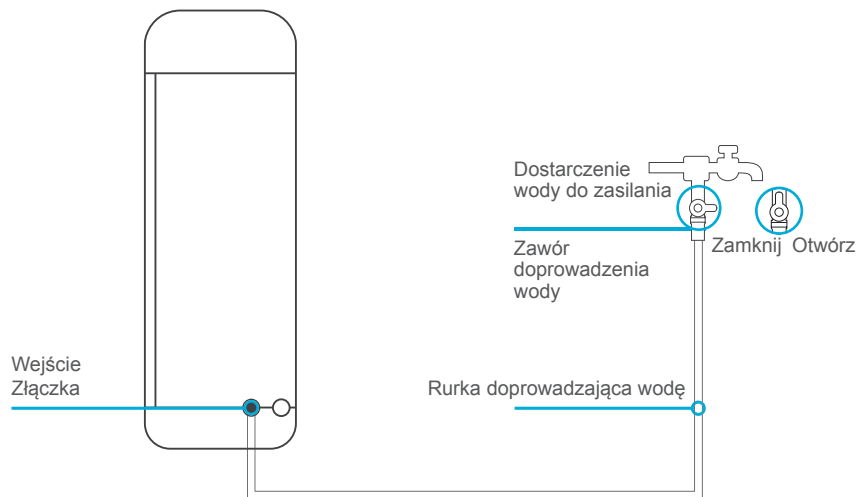 Dostarczenie
wody do zasilania
Zamknij Otwórz
Zawór
doprowadzenia
wody
Wejście
Złączka
Rurka doprowadzająca wodę